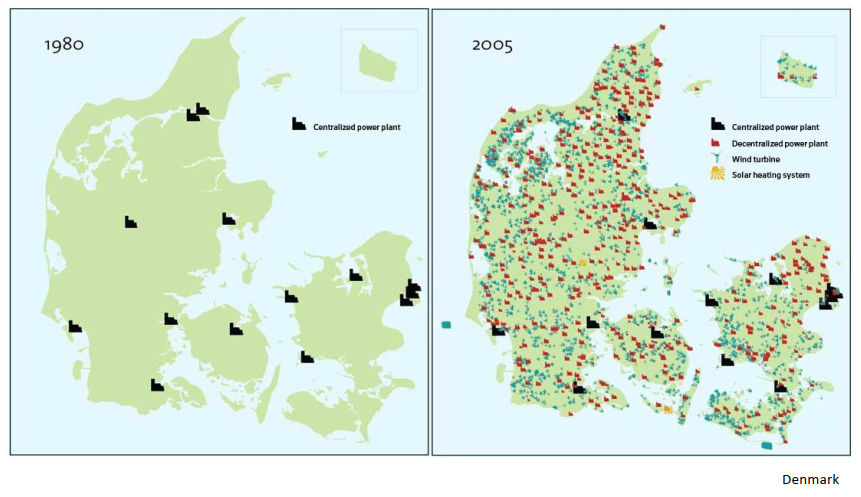 1980
Centralized power plant
2005
Centralized power plant
Decentralized power plant
Wind turbine
Solar heating system
Denmark